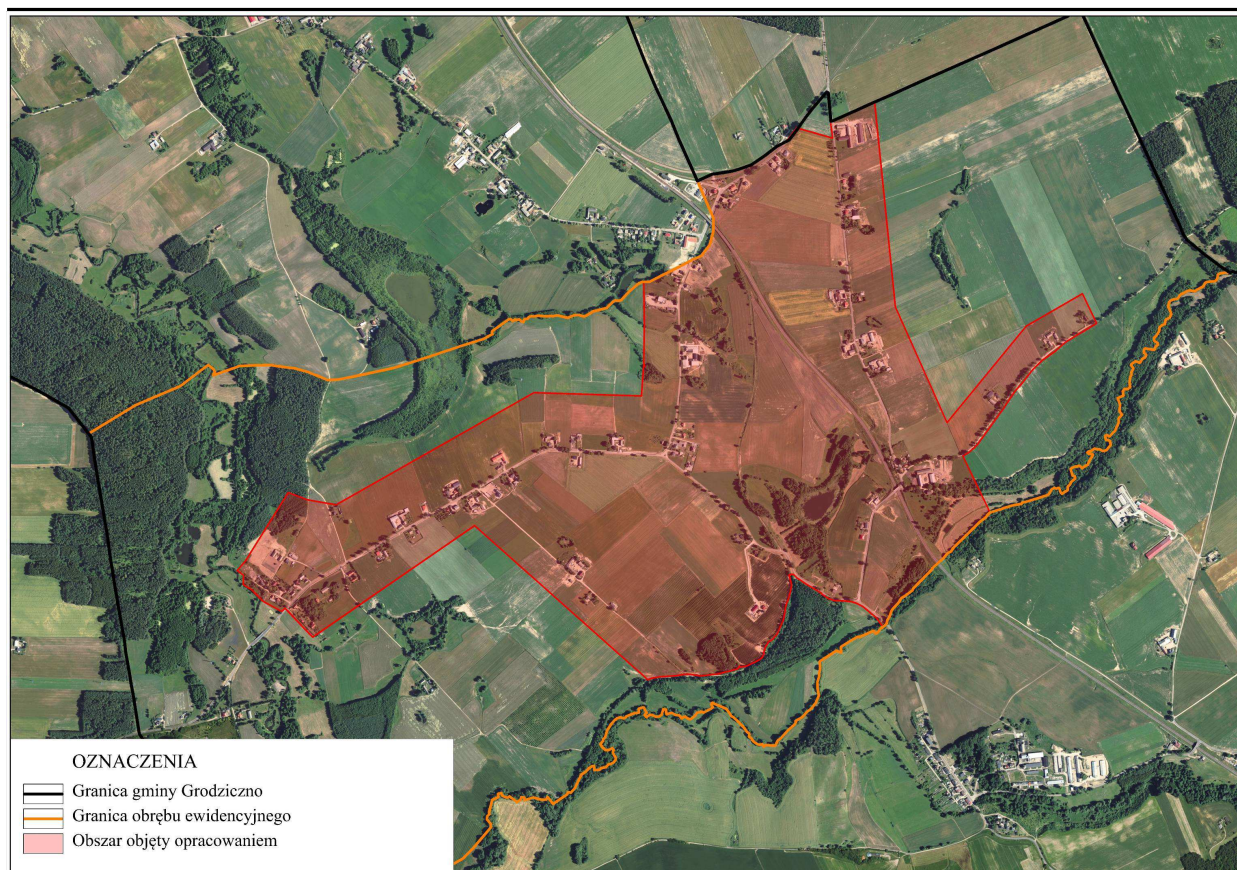 OZNACZENIA
Granica gminy Grodziczno
Granica obrębu ewidencyjnego
Obszar objęty opracowaniem